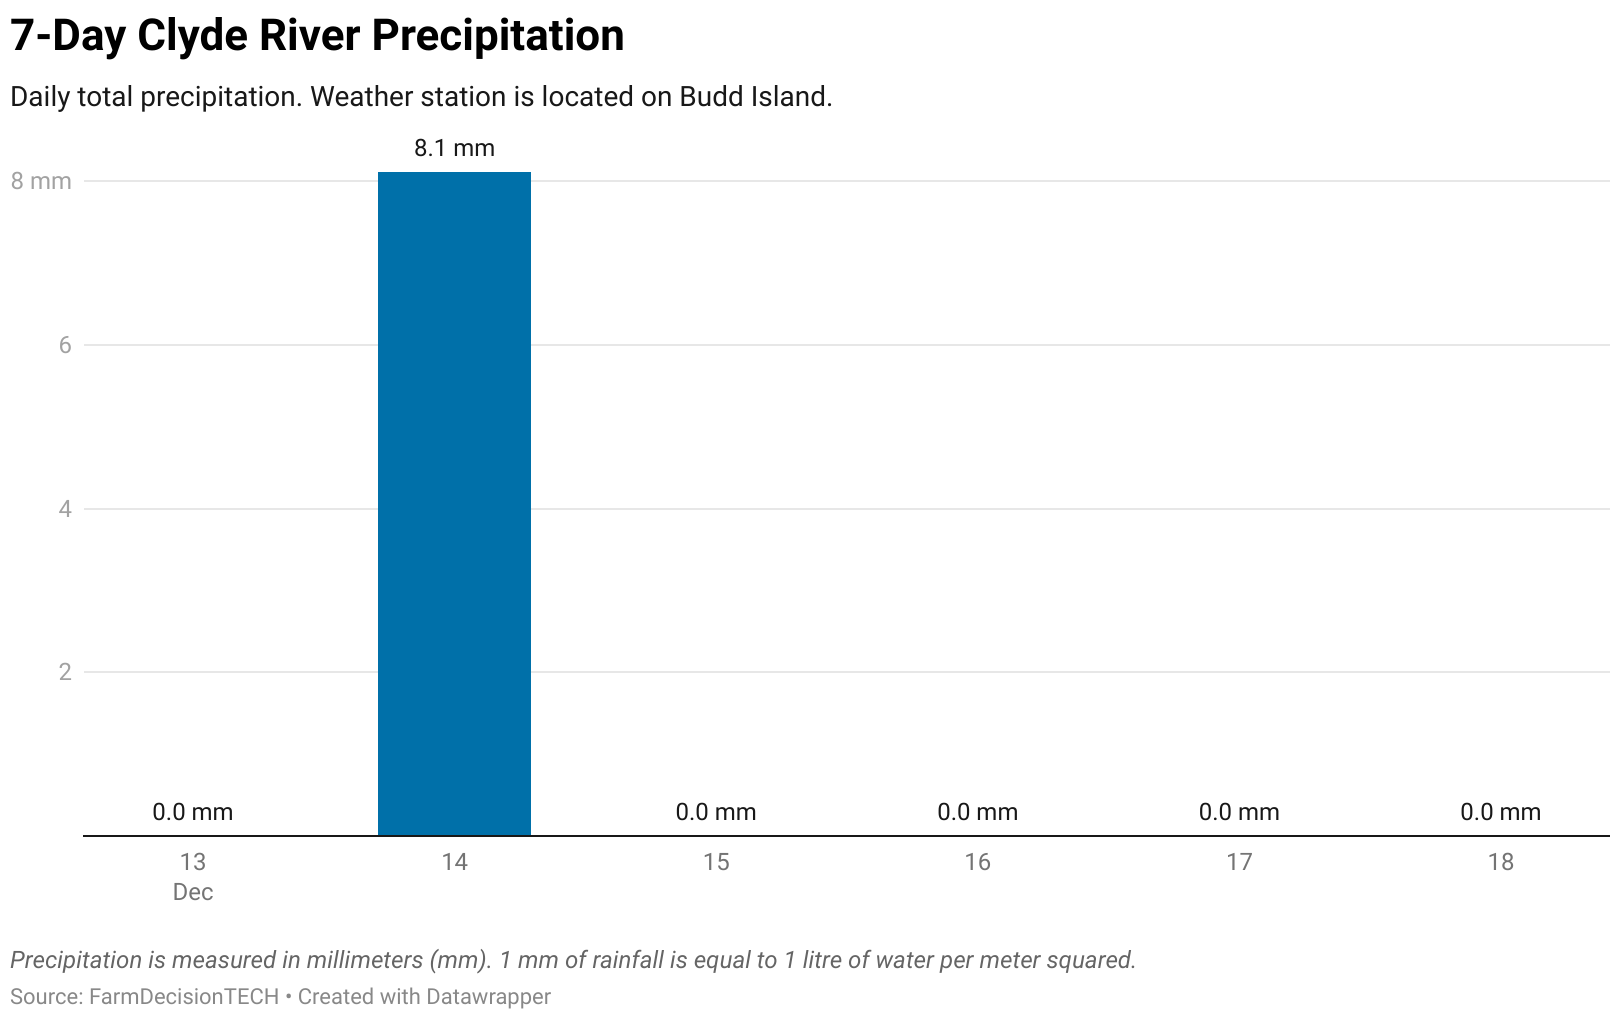 7-Day Clyde River Precipitation
Daily total precipitation. Weather station is located on Budd Island.
8.1 mm
8 mm
6
4
2
0.0 mm 0.0 mm 0.0 mm 0.0 mm 0.0 mm
13 14 15 16 17 18
Dec
Precipitation is measured in millimeters (mm). 1 mm of rainfall is equal to 1 litre of water per meter squared.
Source: FarmDecisionTECH • Created with Datawrapper